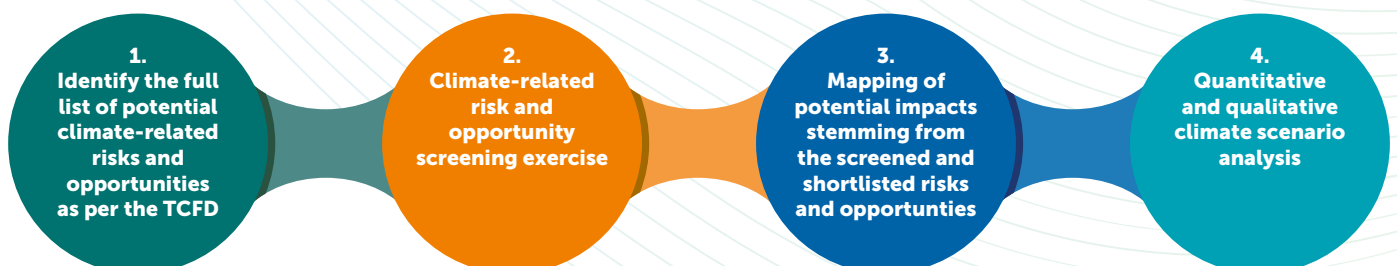 1.
Identify the full
list of potential
climate-related
risks and
opportunities
as per the TCFD
2.
Climate-related
risk and
opportunity
screening exercise
3.
Mapping of
potential impacts
stemming from
the screened and
shortlisted risks
and opportunties
4.
Quantitative
and qualitative
climate scenario
analysis